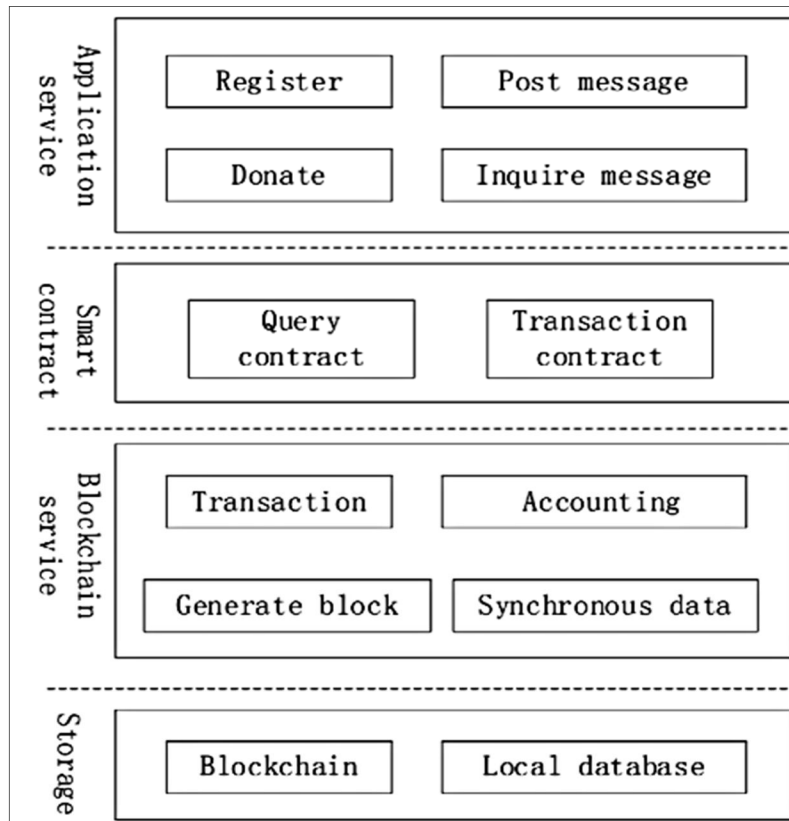 Application
service
Register
Post message
Donate
Inquire message
Smart
contract
Query
contract
Transaction
contract
Blockchain
service
Transaction
Accounting
Generate block
Synchronous data
Storage
Blockchain
Local database